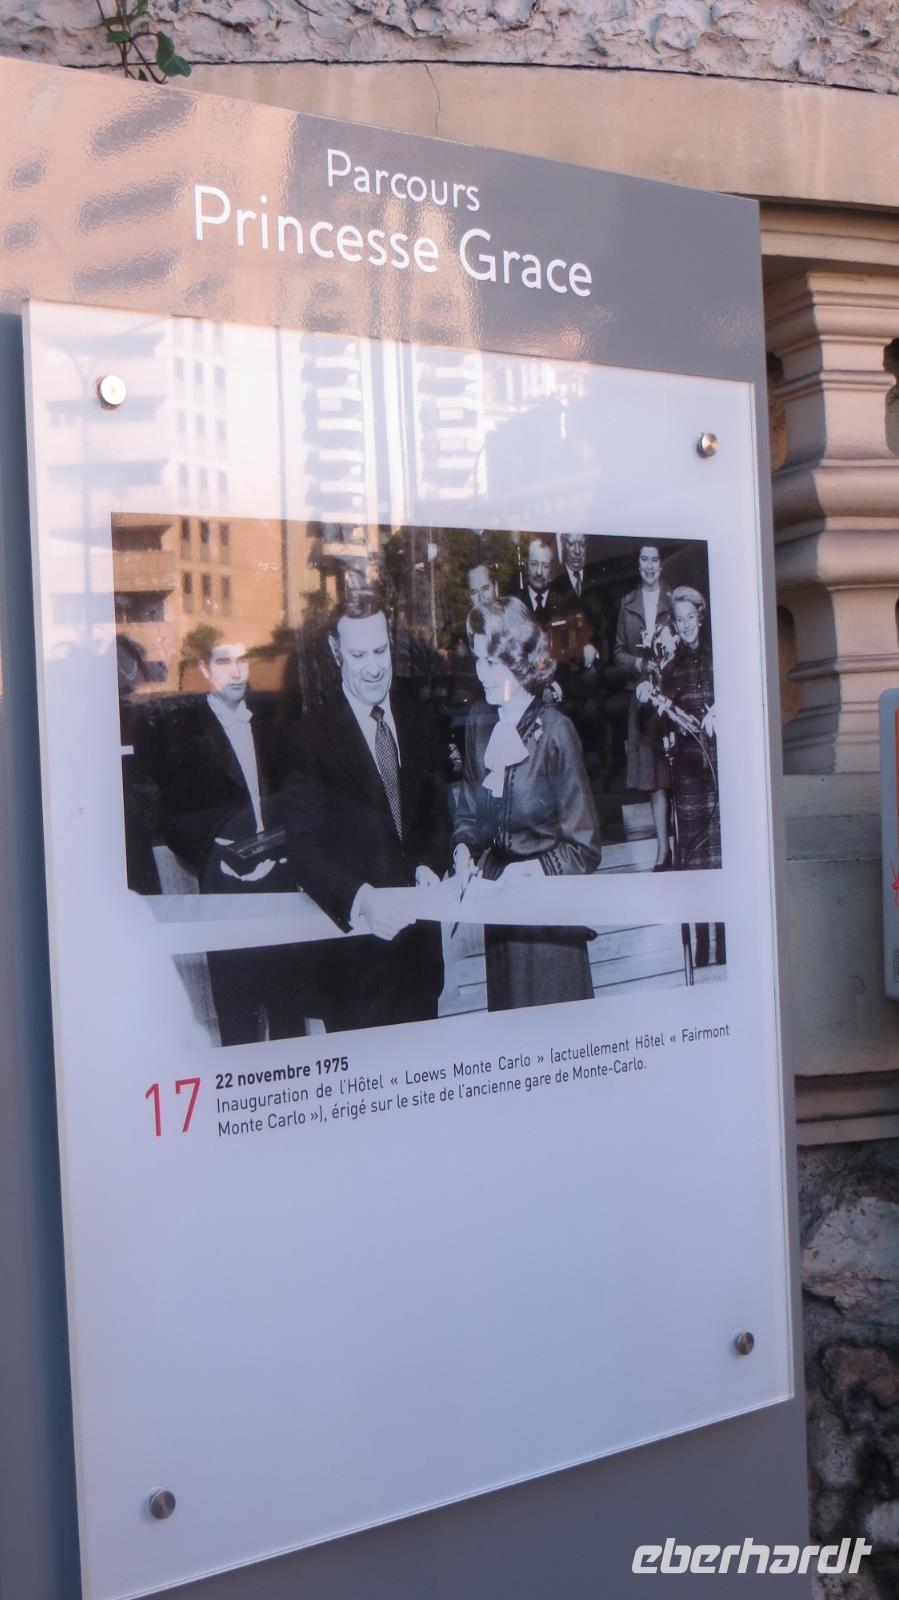 Parcours
Princesse Grace
17
22 novembre 1975
Inauguration de l'Hôtel « Loews Monte Carlo » (actuellement Hôtel « Fairmont
Monte Carlo »), érigé sur le site de l'ancienne gare de Monte-Carlo.
eberhardt